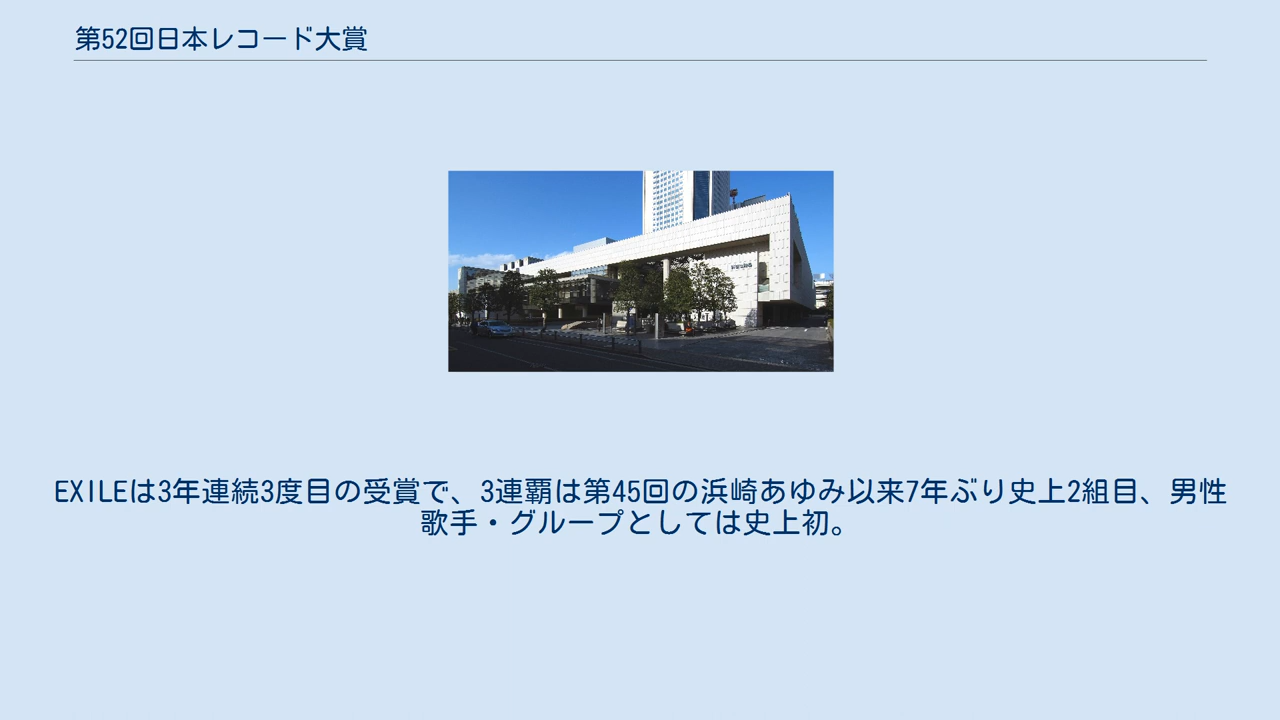 第52回日本レコード大賞
EXILEは3年連続3度目の受賞で、3連覇は第45回の浜崎あゆみ以来7年ぶり史上2組目、男性
歌手・グループとしては史上初。